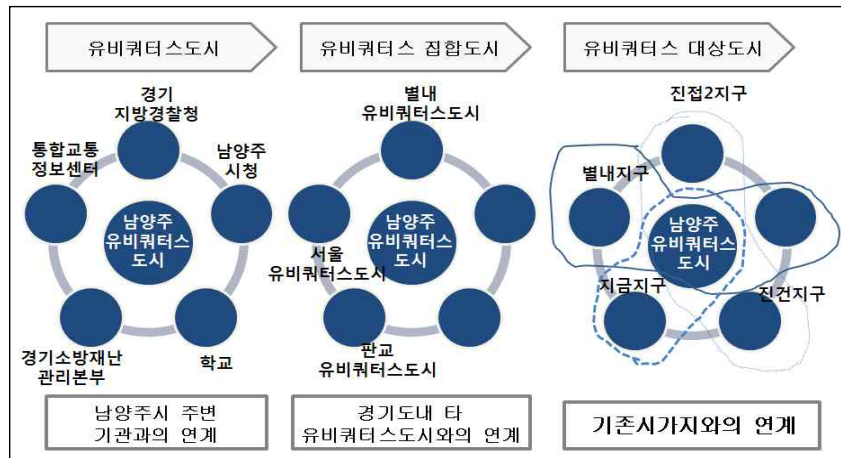 유비쿼터스도시
유비쿼터스 집합도시
유비쿼터스 대상도시
경기
지방경찰청
통합교통
정보센터
남양주
시청
남양주
유비쿼터스
도시
경기소방재난
관리본부
학교
남양주시 주변
기관과의 연계
별내
유비쿼터스도시
남양주
유비쿼터스
도시
서울
유비쿼터스도시
판교
유비쿼터스도시
경기도내 타
유비쿼터스도시와의 연계
진접2지구
별내지구
남양주
유비쿼터스
도시
지금지구
진건지구
기존시가지와의 연계